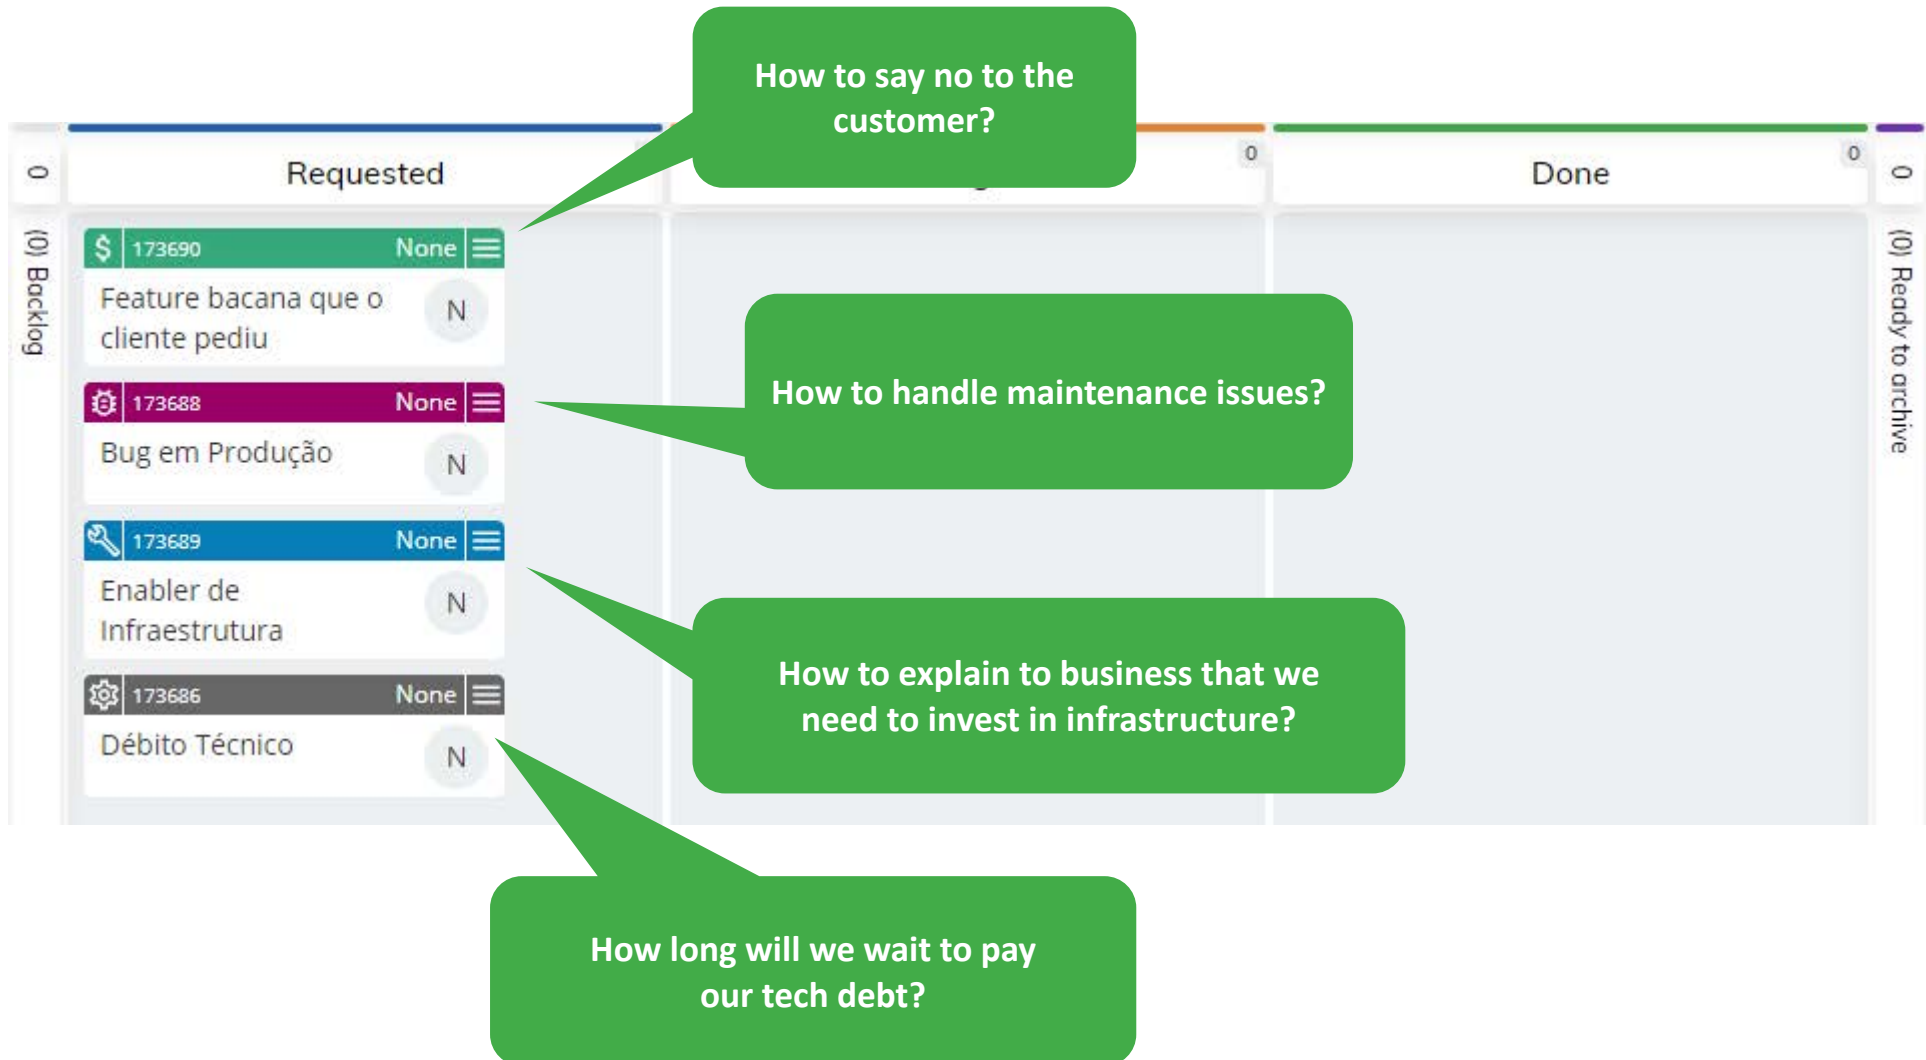 How to say no to the
customer?
0
Requested
0
Done
0
0
(0) Backlog
$ 173690 None
Feature bacana que o
cliente pediu
N
173688 None
Bug em Produção
N
173689 None
Enabler de
Infraestrutura
N
173686 None
Débito Técnico
N
How to handle maintenance issues?
How to explain to business that we
need to invest in infrastructure?
How long will we wait to pay
our tech debt?
(0) Ready to archive